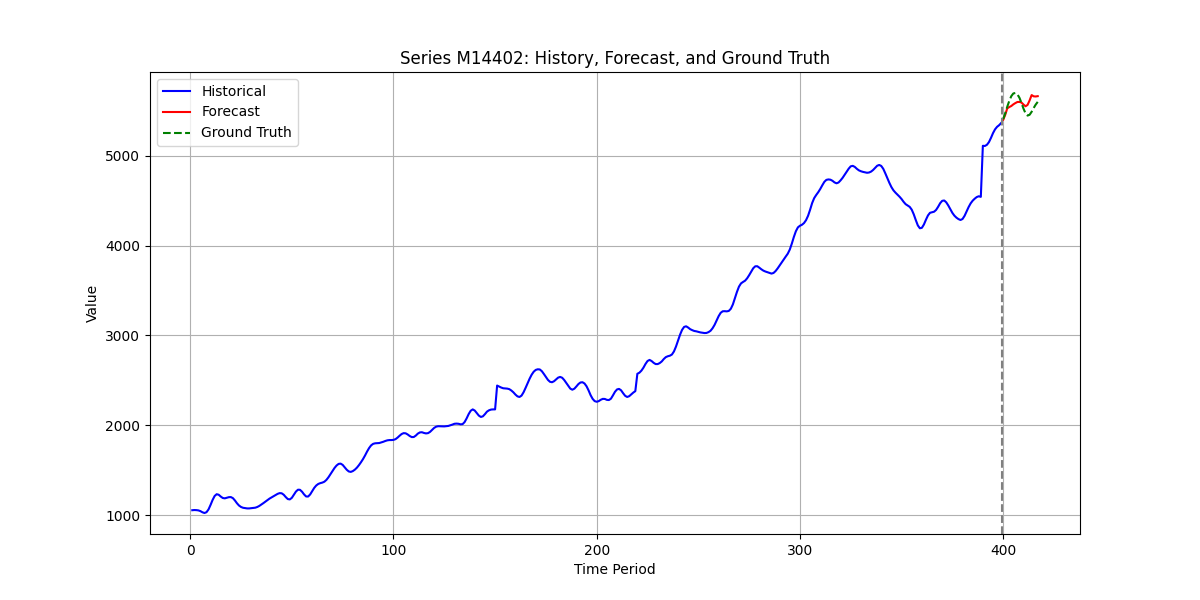 Series M14402: History, Forecast, and Ground Truth
Historical
Forecast
Ground Truth
5000
4000
3000
2000
1000
Value
0 100 200 300 400
Time Period